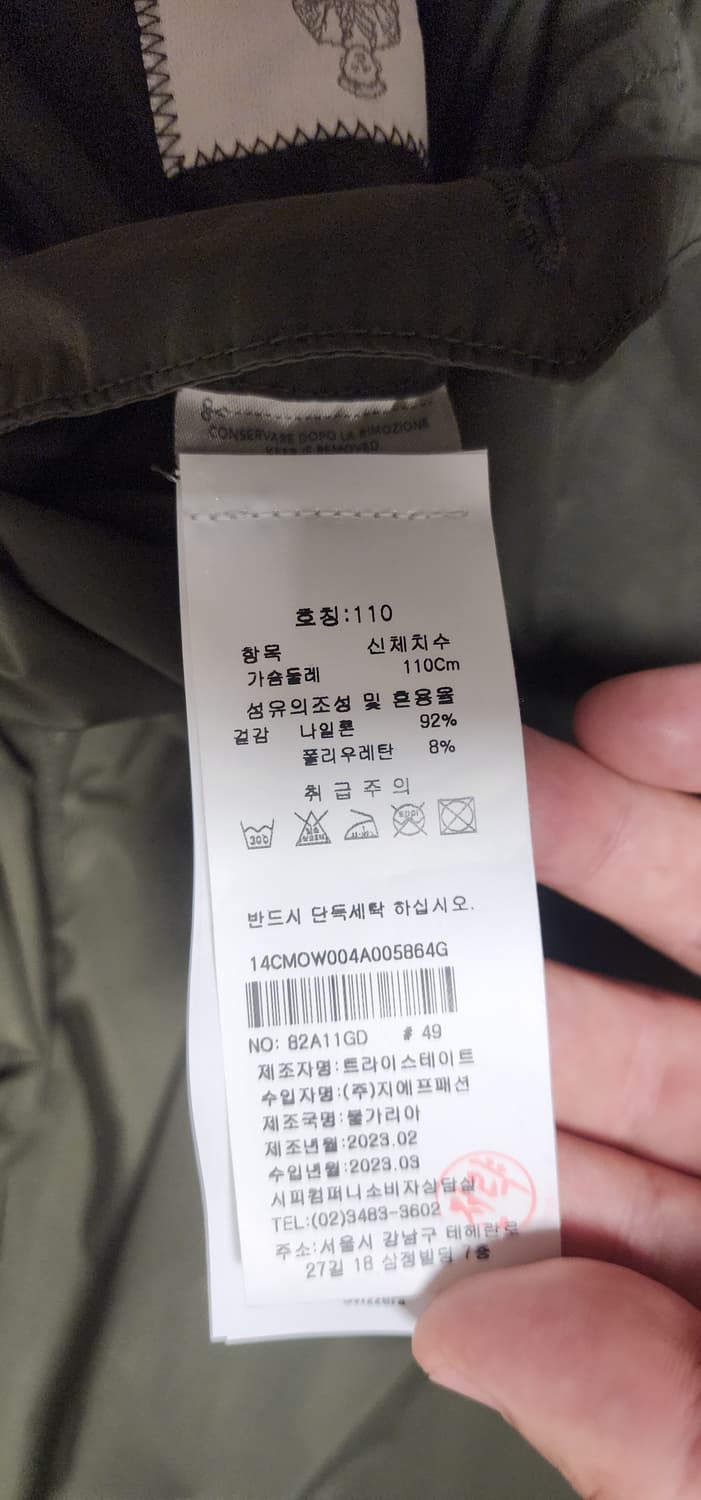 CONSERVARE DOPO LA RIMOZIONE
KEEP IF REMOVED
호칭:110
항목 신체치수
가슴둘레 110Cm
섬유의조성 및 혼용율
겉감 나일론 92%
폴리우레탄 8%
취급주의
반드시 단독세탁 하십시오.
14CMOW004A005864G
NO: 82A11GD # 49
제조자명:트라이스테이트
수입자명:(주)지에프패션
제조국명:불가리아
제조년월:2023.02
수입년월:2023.03
시피컴퍼니소비자상담실
TEL:(02)3483-3602
주소:서울시 강남구 테헤란로
27길 18 삼정빌딩 7층